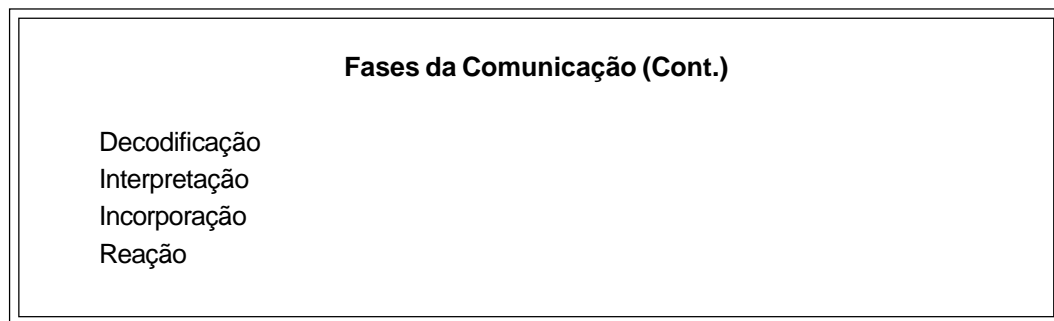 Fases da Comunicação (Cont.)
Decodificação
Interpretação
Incorporação
Reação